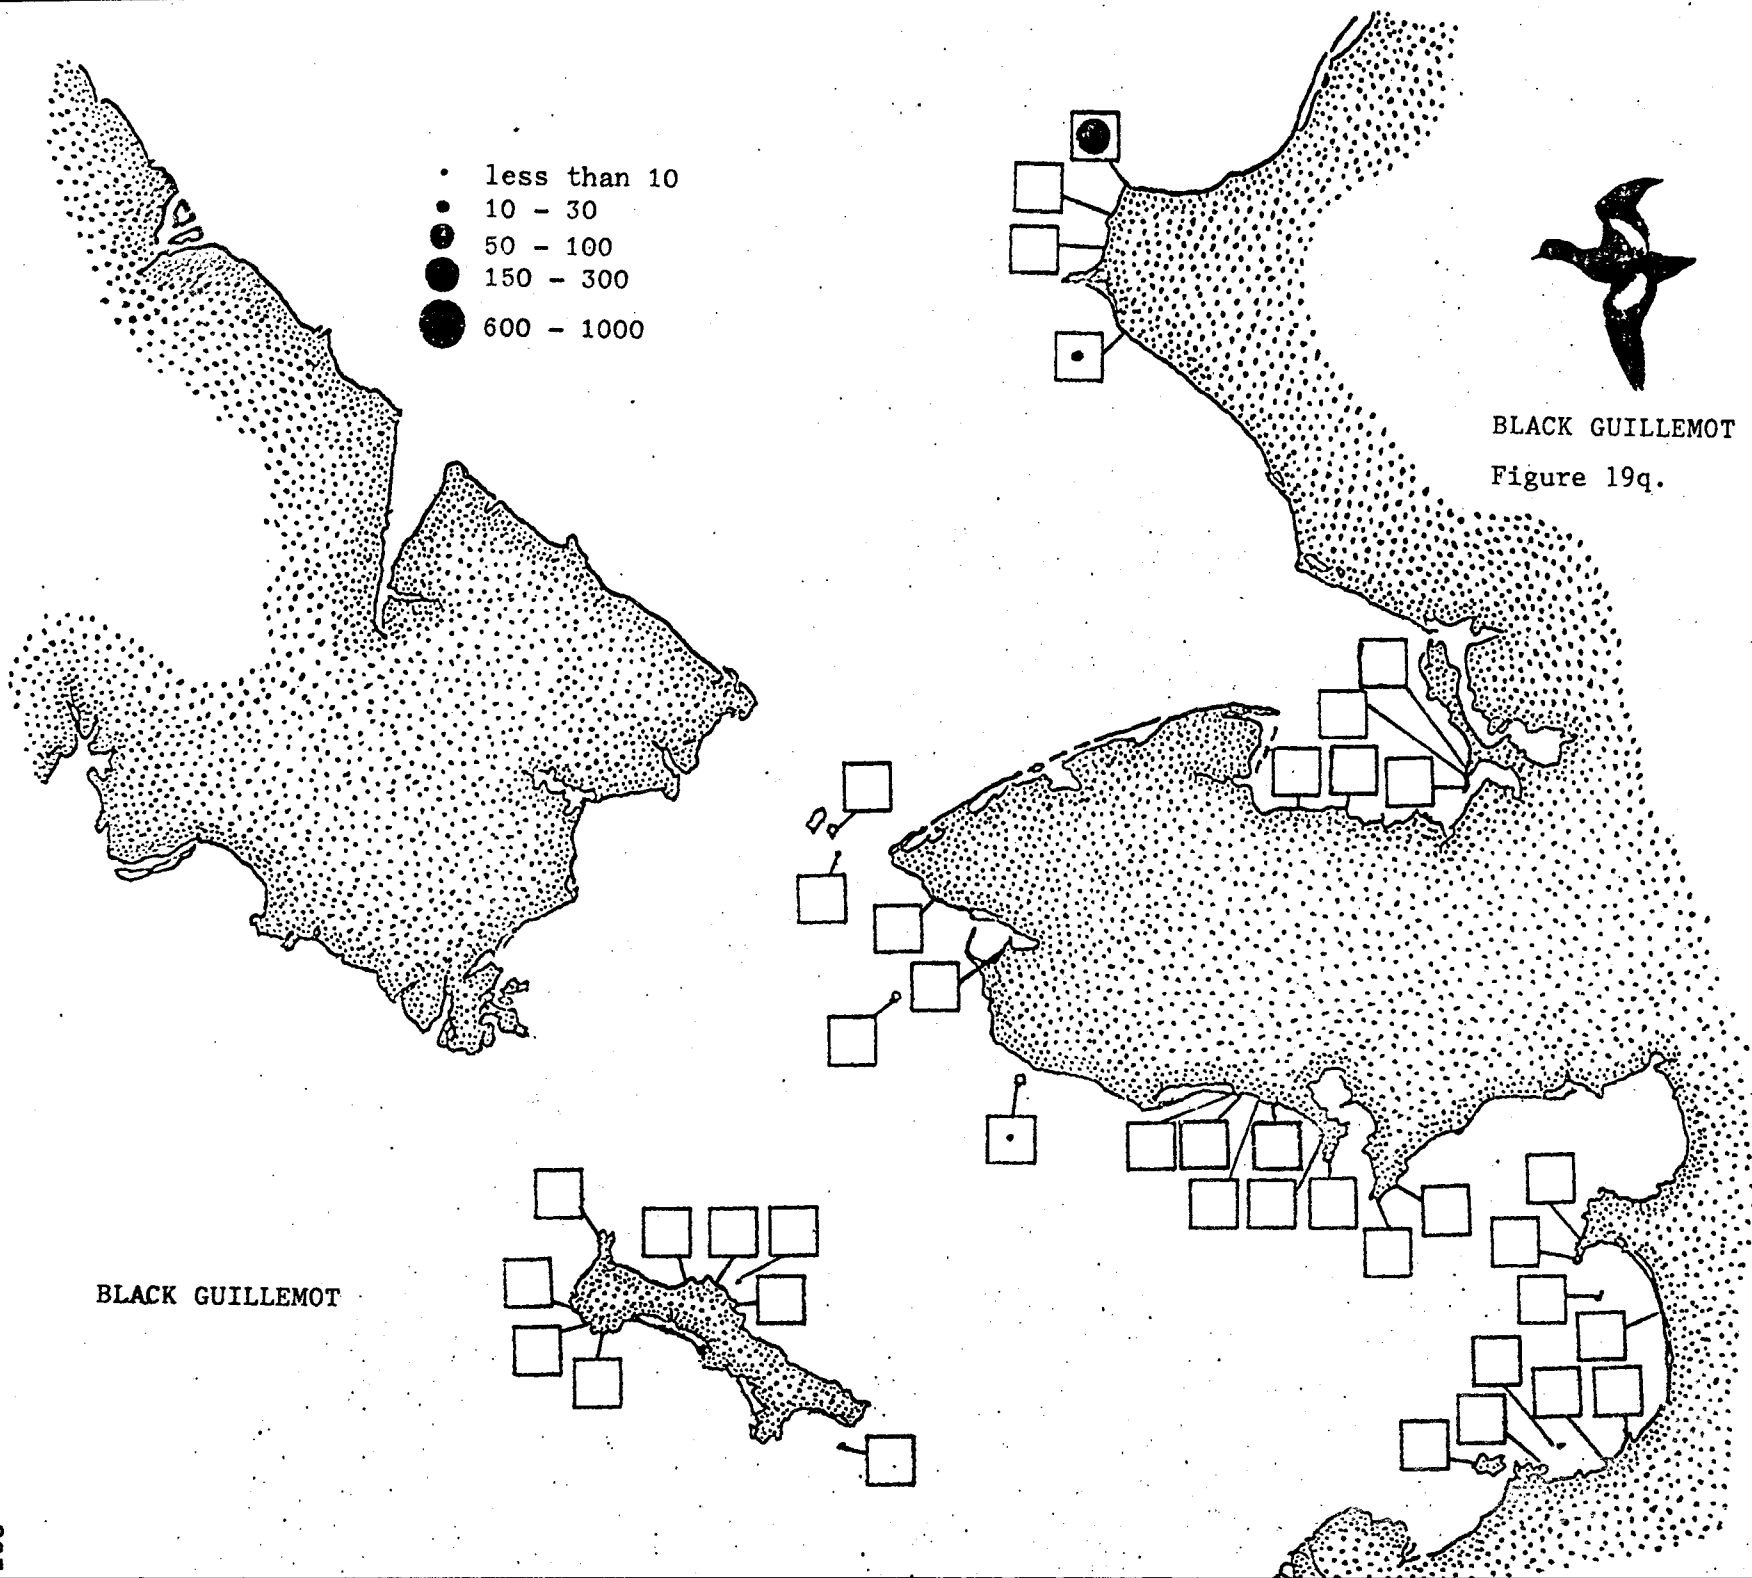 less than 10
10 - 30
50 - 100
150 - 300
600 - 1000
BLACK GUILLEMOT
Figure 19q.
BLACK GUILLEMOT